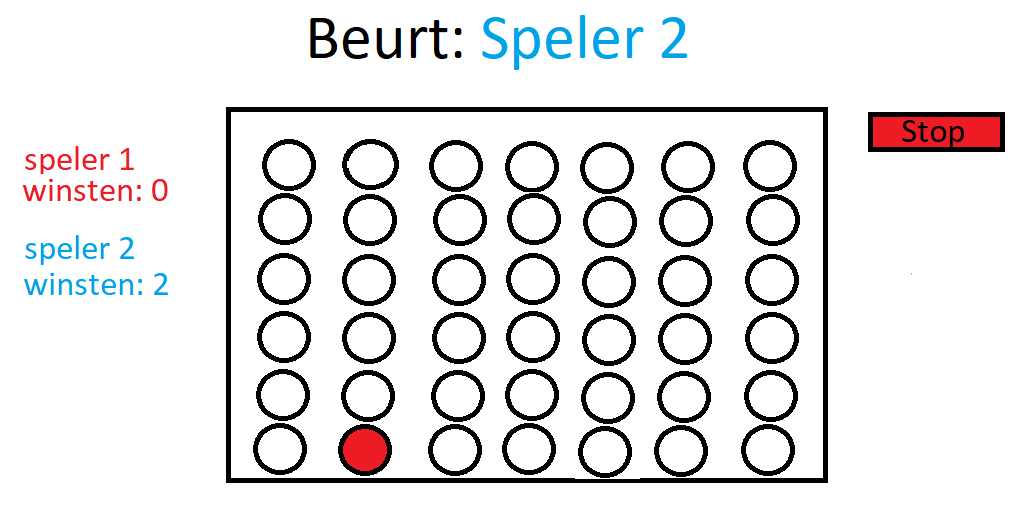 Beurt: Speler 2
Stop
speler 1
winsten: 0
speler 2
winsten: 2